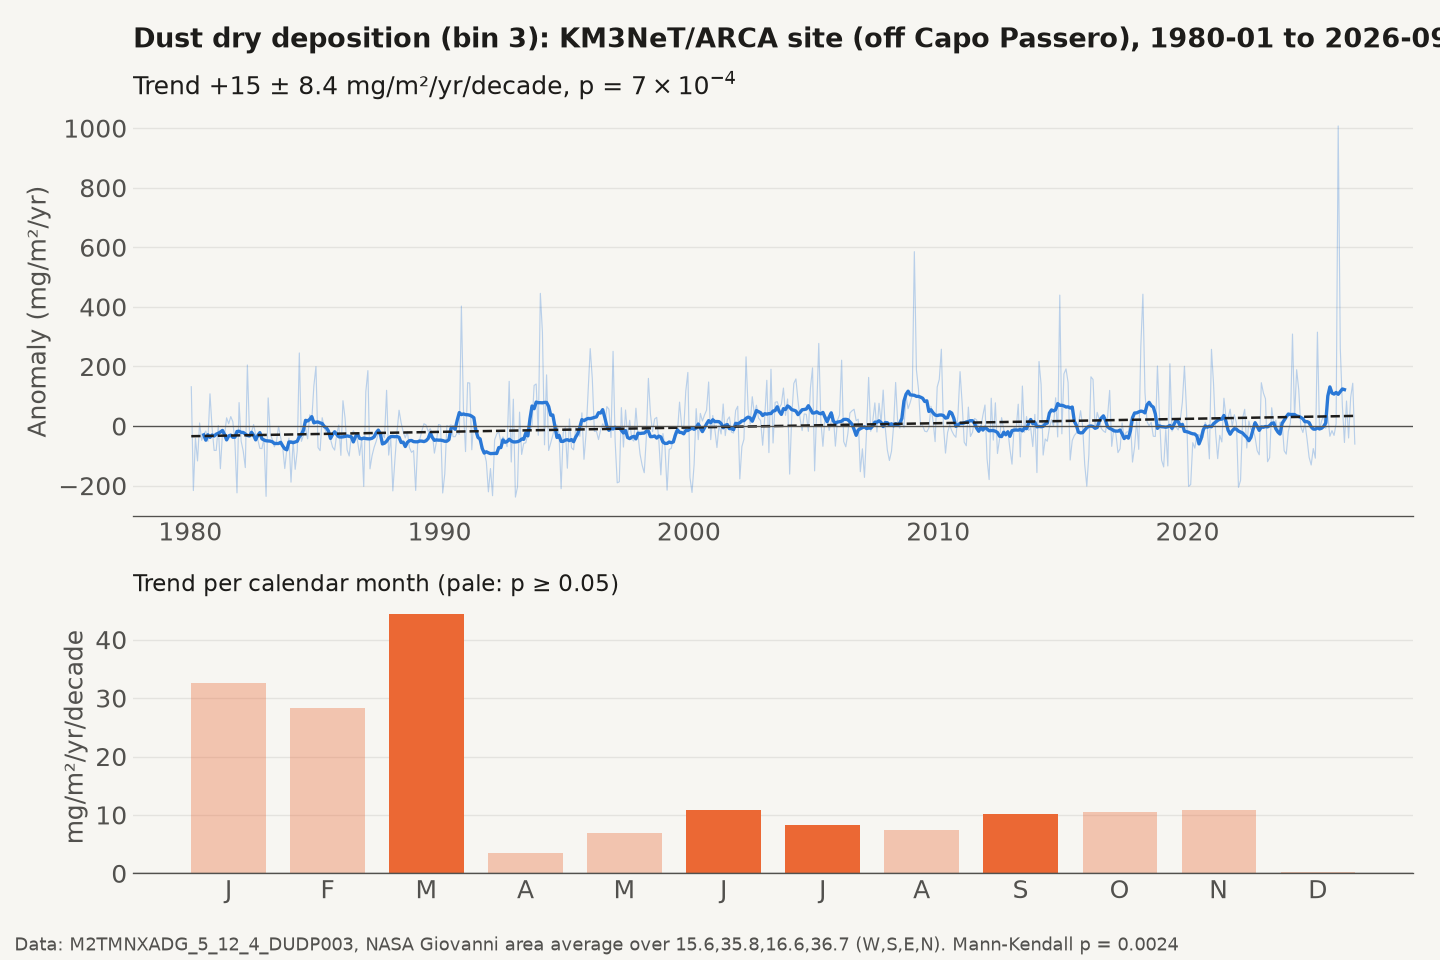 Dust dry deposition (bin 3): KM3NeT/ARCA site (off Capo Passero), 1980-01 to 2026-09
Trend +15 ± 8.4 mg/m²/yr/decade, p = 7 × 10⁻⁴
Anomaly (mg/m²/yr)
1000
800
600
400
200
0
−200
1980 1990 2000 2010 2020
Trend per calendar month (pale: p ≥ 0.05)
mg/m²/yr/decade
40
30
20
10
0
J F M A M J J A S O N D
Data: M2TMNXADG_5_12_4_DUDP003, NASA Giovanni area average over 15.6,35.8,16.6,36.7 (W,S,E,N). Mann-Kendall p = 0.0024